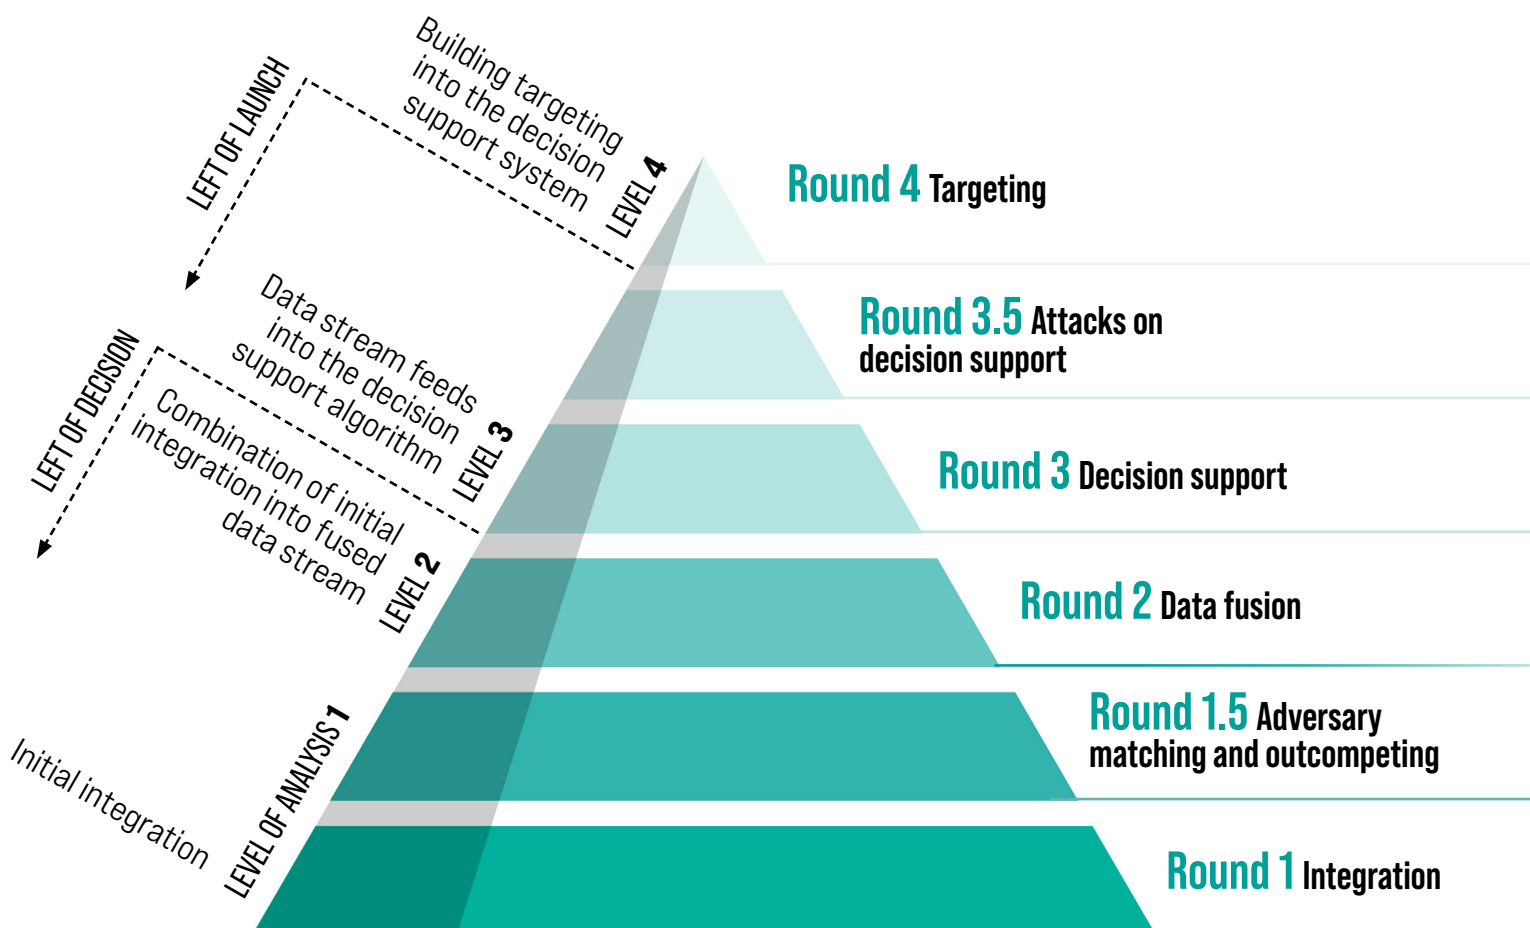 LEFT OF LAUNCH
Building targeting
into the decision
support system
LEVEL 4
Round 4 Targeting
LEFT OF DECISION
Data stream feeds
into the decision
support algorithm
LEVEL 3
Round 3.5 Attacks on
decision support
Round 3 Decision support
Combination of initial
integration into fused
data stream
LEVEL 2
Round 2 Data fusion
Round 1.5 Adversary
matching and outcompeting
Initial integration
LEVEL OF ANALYSIS 1
Round 1 Integration